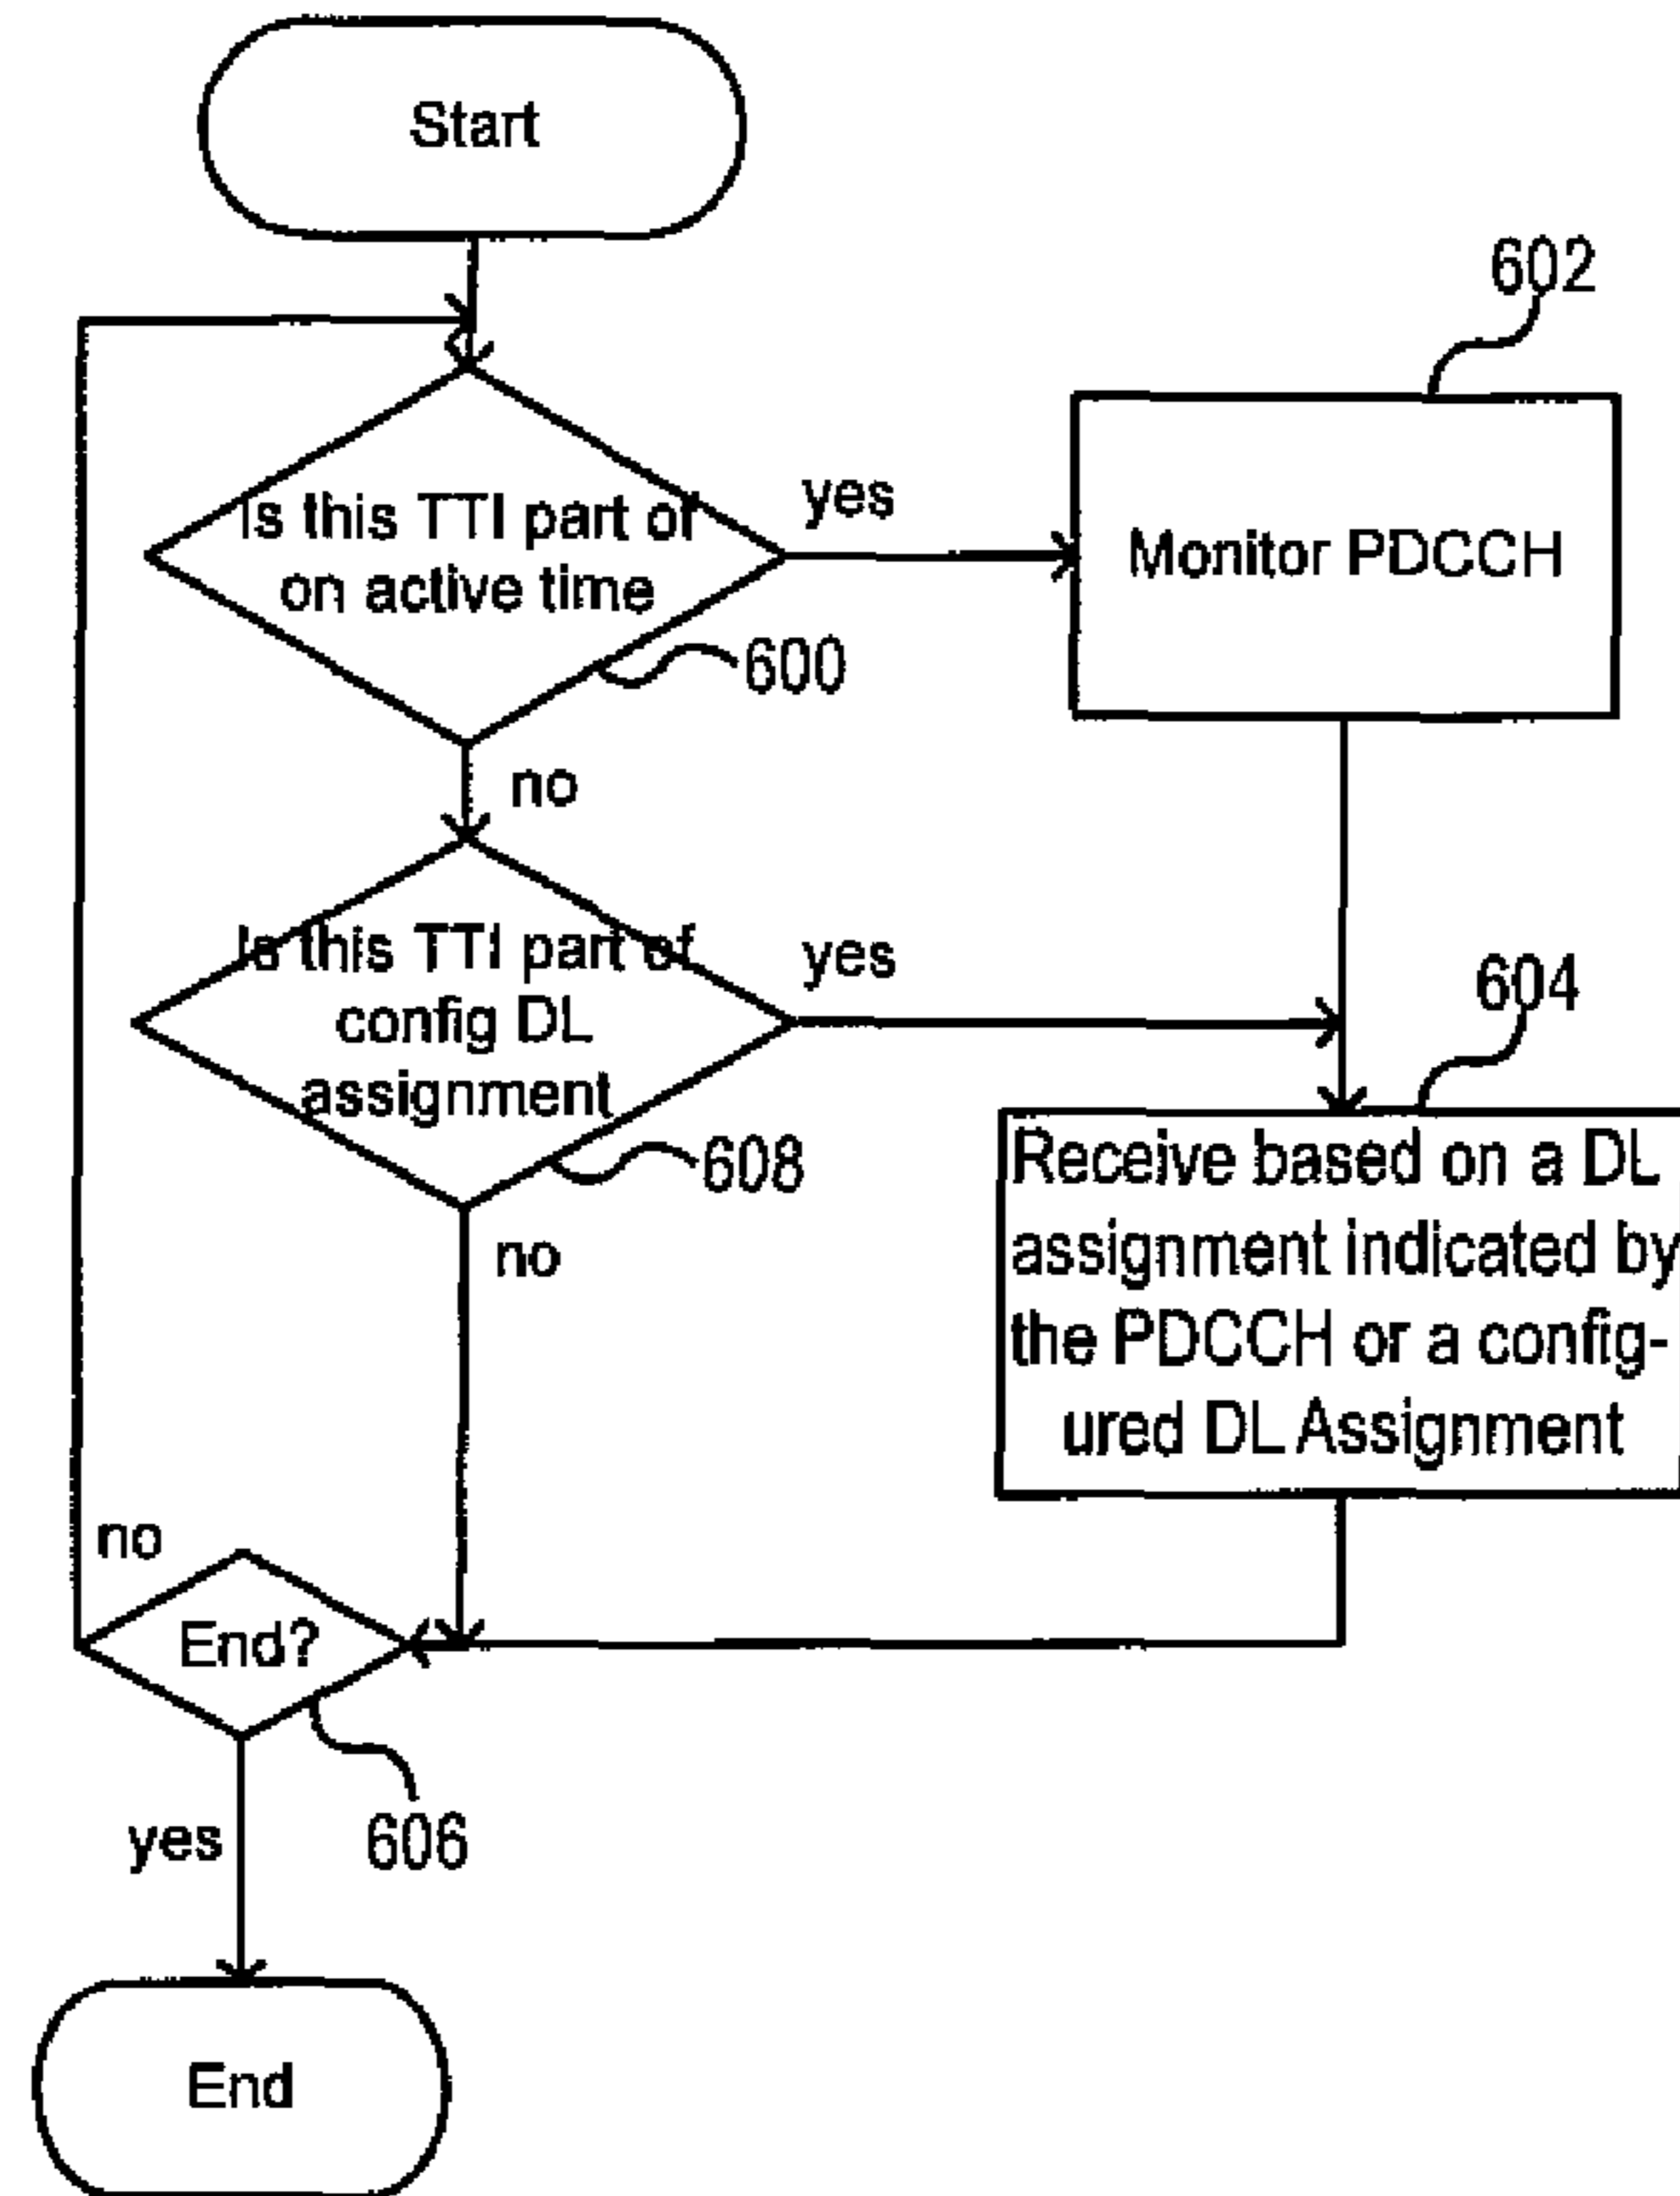 Start
602
Is this TTI part of
on active time
yes
Monitor PDCCH
600
no
Is this TTI part of
config DL
assignment
yes
604
608
Receive based on a DL
assignment indicated by
the PDCCH or a config-
ured DL Assignment
no
no
End?
606
yes
End